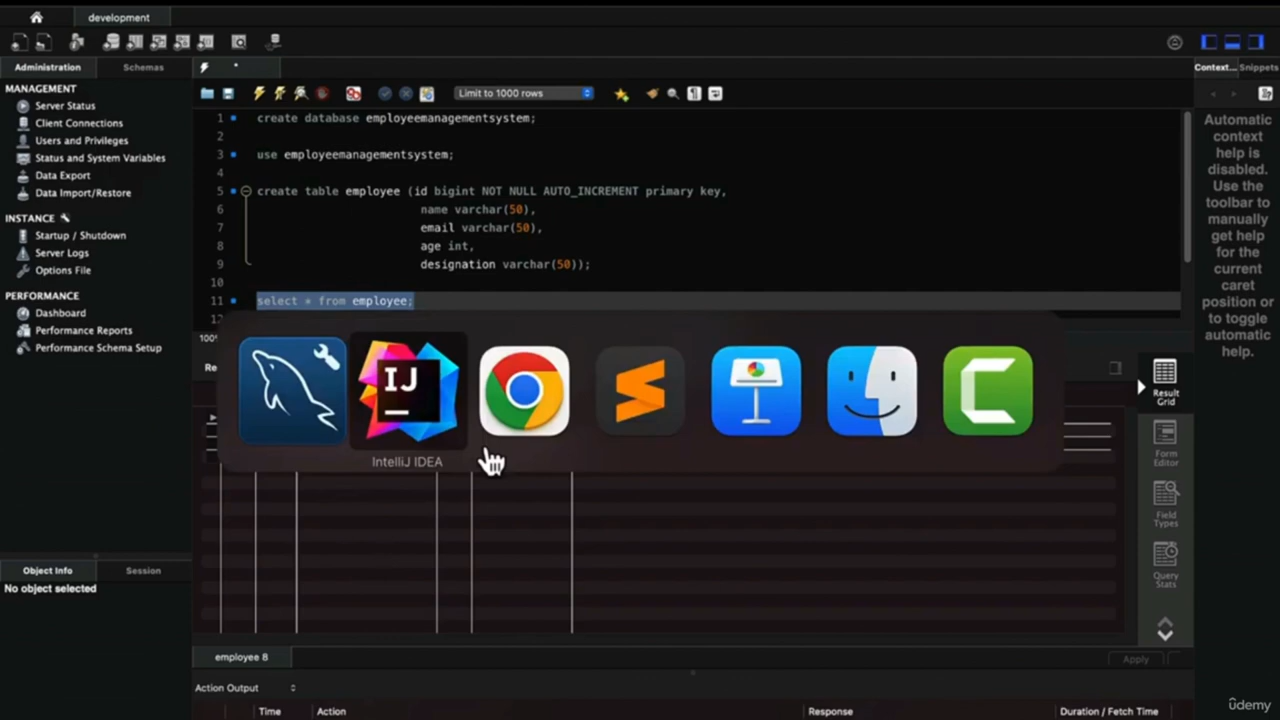 development
Administration
Schemas
Context...
Snippets
MANAGEMENT
Server Status
Client Connections
Users and Privileges
Status and System Variables
Data Export
Data Import/Restore
INSTANCE
Startup / Shutdown
Server Logs
Options File
PERFORMANCE
Dashboard
Performance Reports
Performance Schema Setup
Object Info
Session
No object selected
Limit to 1000 rows
1 create database employeemanagementsystem;
2
3 use employeemanagementsystem;
4
5 create table employee (id bigint NOT NULL AUTO_INCREMENT primary key,
6 name varchar(50),
7 email varchar(50),
8 age int,
9 designation varchar(50));
10
11 select * from employee;
12
100
Re
IJ
IntelliJ IDEA
employee 8
Apply
Action Output
Time
Action
Response
Duration / Fetch Time
Automatic
context
help is
disabled.
Use the
toolbar to
manually
get help
for the
current
caret
position or
to toggle
automatic
help.
Result
Grid
Form
Editor
Field
Types
Query
Stats
ûdemy